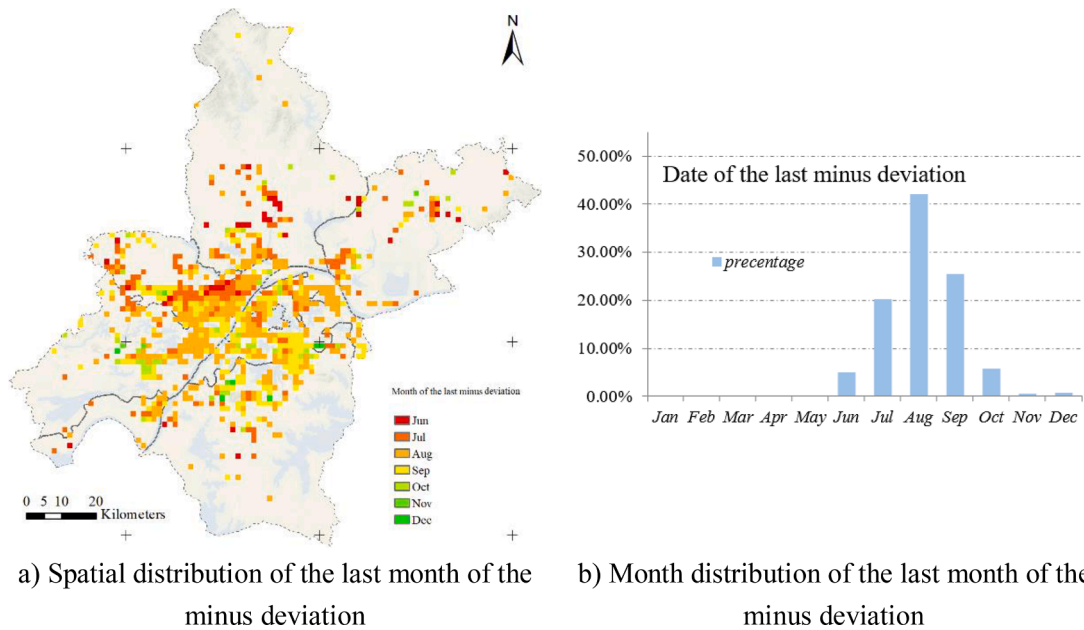 N
Month of the last minus deviation
Jun
Jul
Aug
Sep
Oct
Nov
Dec
0 5 10 20
Kilometers
50.00%
40.00%
30.00%
20.00%
10.00%
0.00%
Date of the last minus deviation
precentage
Jan Feb Mar Apr May Jun Jul Aug Sep Oct Nov Dec
a) Spatial distribution of the last month of the
minus deviation
b) Month distribution of the last month of the
minus deviation